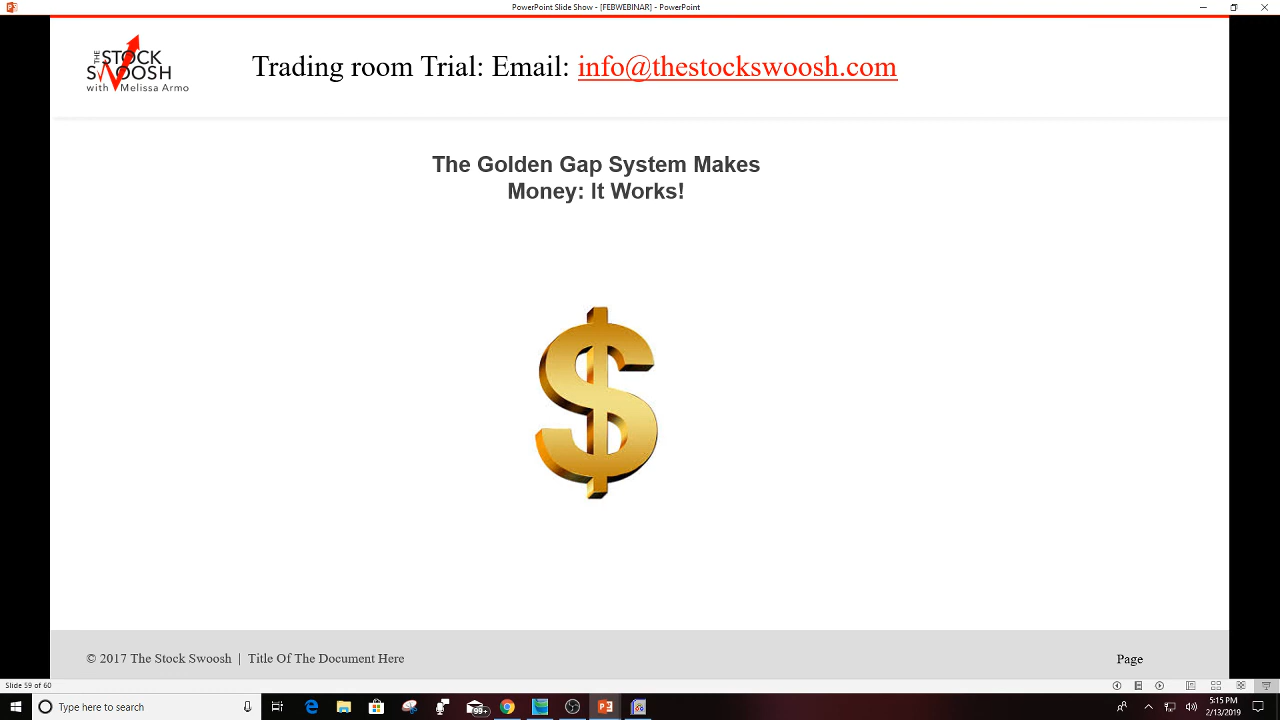 PowerPoint Slide Show - [FEBWEBINAR] - PowerPoint
THE STOCK
SWOOSH
with Melissa Armo
Trading room Trial: Email: info@thestockswoosh.com
The Golden Gap System Makes
Money: It Works!
$
© 2017 The Stock Swoosh | Title Of The Document Here
Page
Slide 59 of 60
Type here to search
99+
5:15 PM
2/13/2019